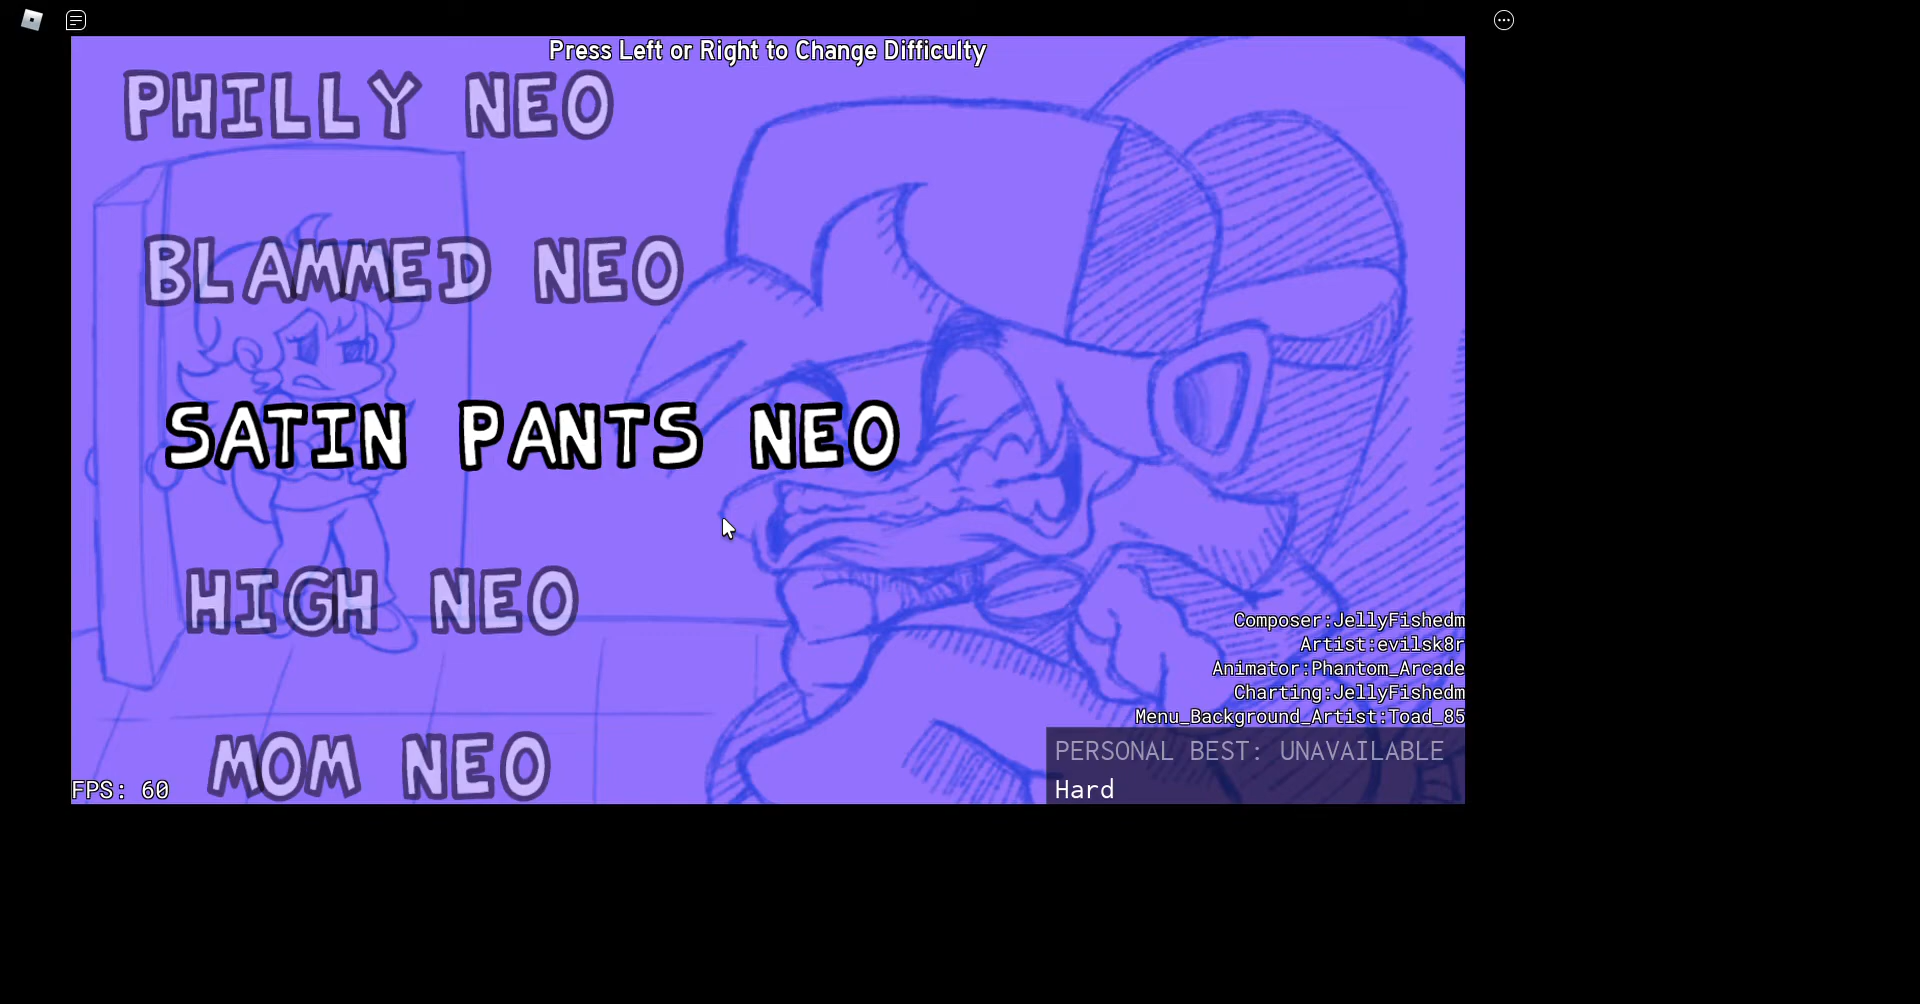 Press Left or Right to Change Difficulty
PHILLY NEO
BLAMMED NEO
SATIN PANTS NEO
HIGH NEO
Composer:JellyFishedm
Artist:evilsk8r
Animator:Phantom_Arcade
Charting:JellyFishedm
Menu_Background_Artist:Toad_85
MOM NEO
PERSONAL BEST: UNAVAILABLE
FPS: 60
Hard